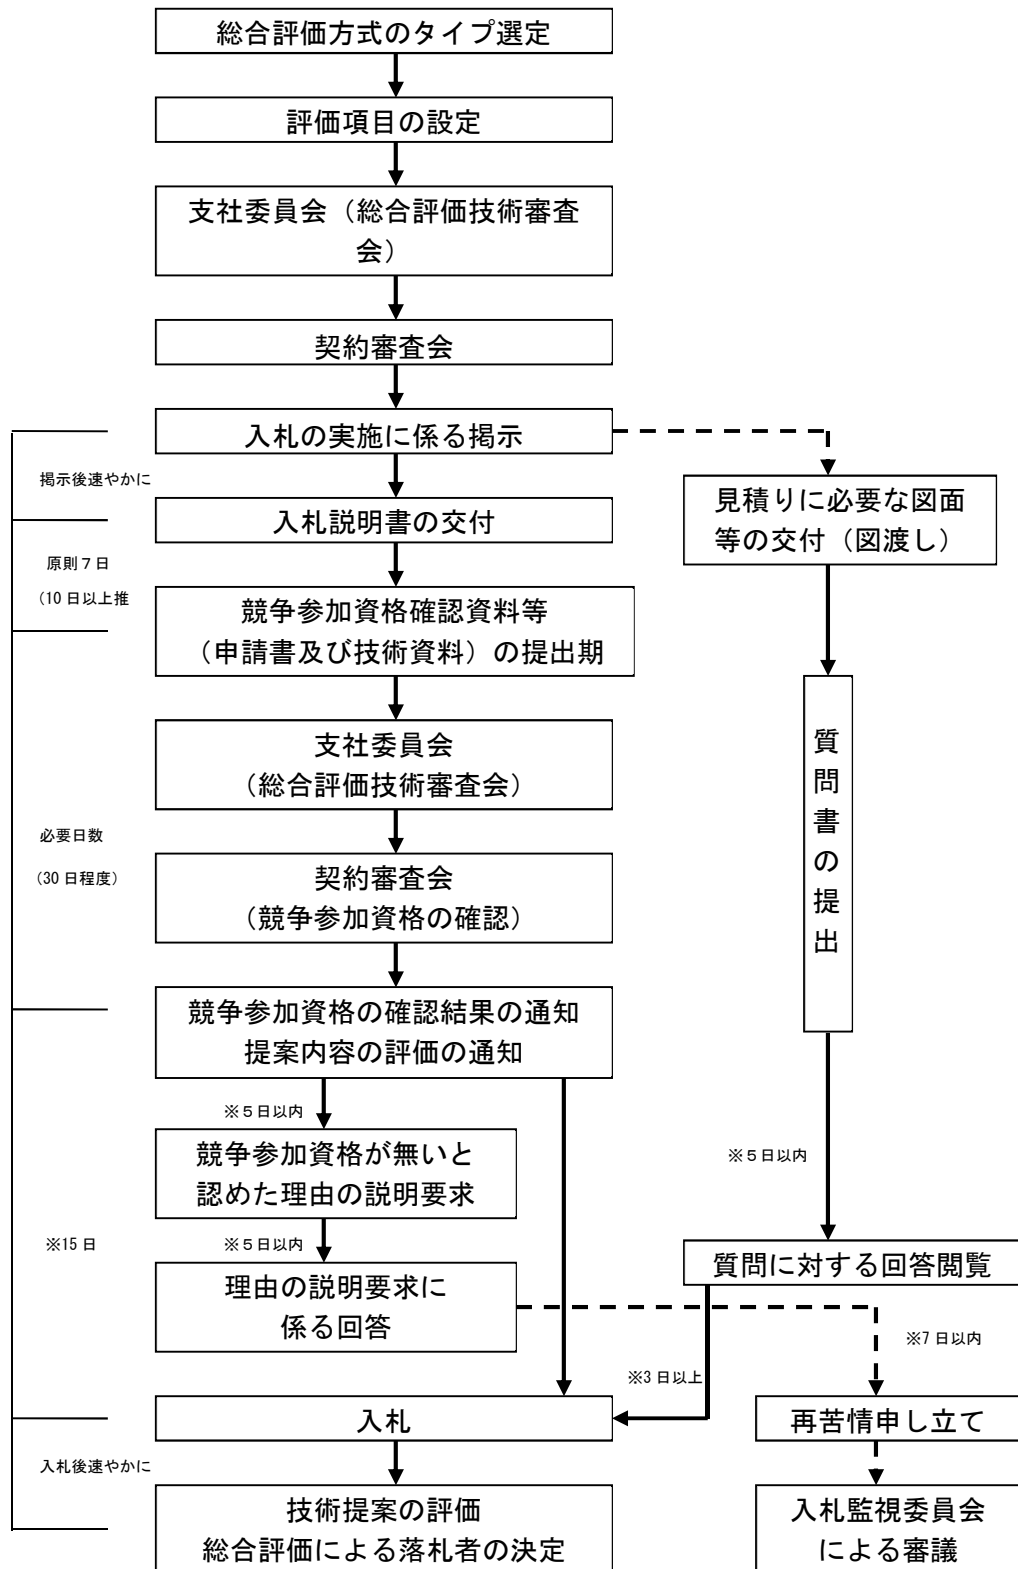 総合評価方式のタイプ選定
評価項目の設定
支社委員会（総合評価技術審査
会）
契約審査会
入札の実施に係る掲示
掲示後速やかに
入札説明書の交付
見積りに必要な図面
等の交付（図渡し）
原則７日
(10日以上推
競争参加資格確認資料等
（申請書及び技術資料）の提出期
支社委員会
（総合評価技術審査会）
質問書の提出
必要日数
（30日程度）
契約審査会
（競争参加資格の確認）
競争参加資格の確認結果の通知
提案内容の評価の通知
※５日以内
競争参加資格が無いと
認めた理由の説明要求
※５日以内
※15日
※５日以内
質問に対する回答閲覧
理由の説明要求に
係る回答
※7日以内
※3日以上
入札
再苦情申し立て
入札後速やかに
技術提案の評価
総合評価による落札者の決定
入札監視委員会
による審議